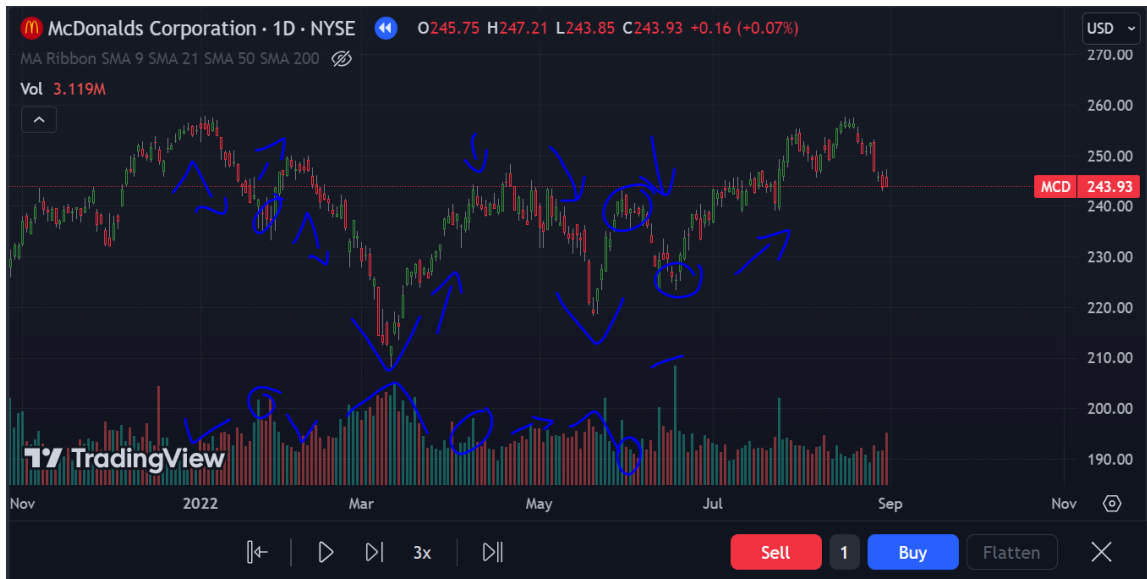 McDonalds Corporation · 1D · NYSE O245.75 H247.21 L243.85 C243.93 +0.16 (+0.07%) USD
MA Ribbon SMA 9 SMA 21 SMA 50 SMA 200
Vol 3.119M
270.00
260.00
250.00
MCD 243.93
240.00
230.00
220.00
210.00
200.00
190.00
TradingView
Nov 2022 Mar May Jul Sep Nov
3x Sell 1 Buy Flatten